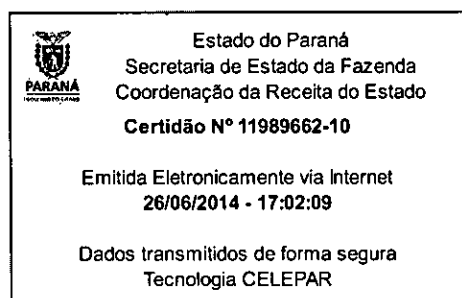 Estado do Paraná
Secretaria de Estado da Fazenda
PARANÁ
Coordenação da Receita do Estado
Certidão Nº 11989662-10
Emitida Eletronicamente via Internet
26/06/2014 - 17:02:09
Dados transmitidos de forma segura
Tecnologia CELEPAR